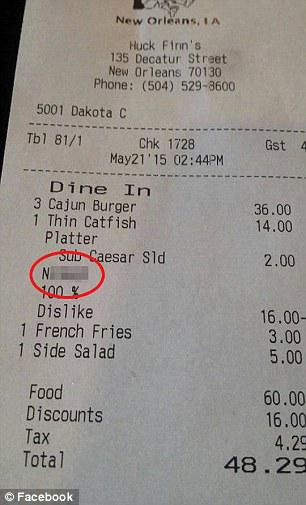 New Orleans, LA
Huck Finn's
135 Decatur Street
New Orleans 70130
Phone: (504) 529-8600
5001 Dakota C
Tbl 81/1 Chk 1728 Gst 4
May21'15 02:44PM
Dine In
3 Cajun Burger 36.00
1 Thin Catfish 14.00
Platter
Sub Caesar Sld 2.00
N
100 %
Dislike 16.00-
1 French Fries 3.00
1 Side Salad 5.00
Food 60.00
Discounts 16.00
Tax 4.29
Total 48.29
© Facebook